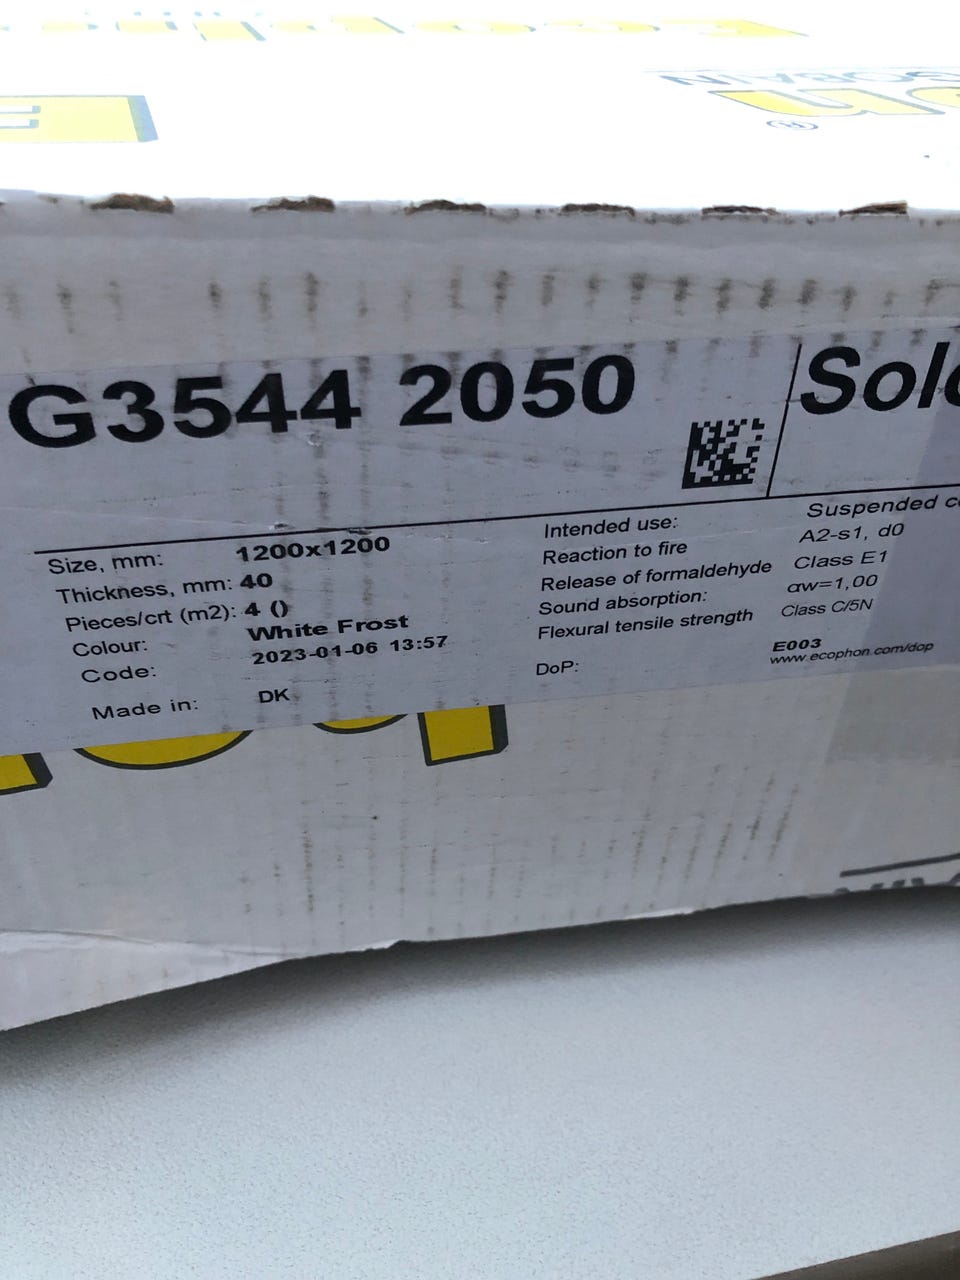 G3544 2050
Size, mm: 1200x1200
Thickness, mm: 40
Pieces/crt (m2): 4 ()
Colour: White Frost
Code: 2023-01-06 13:57
Made in: DK
Intended use: Suspended
Reaction to fire A2-s1, d0
Release of formaldehyde Class E1
Sound absorption: αw=1,00
Flexural tensile strength Class C/5N
DoP: E003
www.ecophon.com/dop